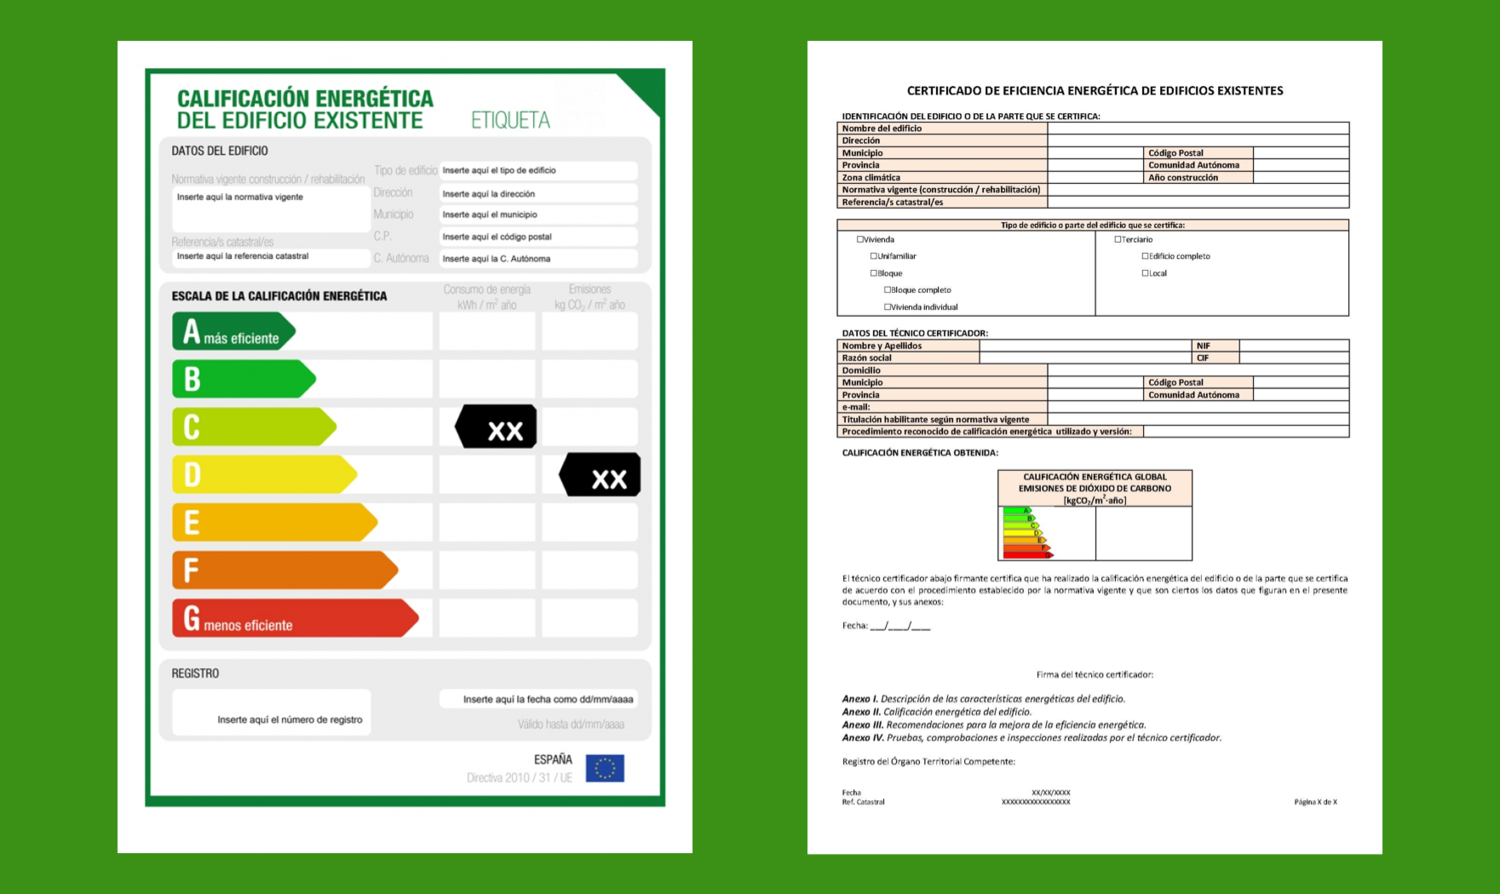 CALIFICACIÓN ENERGÉTICA
DEL EDIFICIO EXISTENTE ETIQUETA
DATOS DEL EDIFICIO
Normativa vigente construcción / rehabilitación
Inserte aquí la normativa vigente
Referencia/s catastral/es
Inserte aquí la referencia catastral
Tipo de edificio Inserte aquí el tipo de edificio
Dirección Inserte aquí la dirección
Municipio Inserte aquí el municipio
C.P. Inserte aquí el código postal
C. Autónoma Inserte aquí la C. Autónoma
ESCALA DE LA CALIFICACIÓN ENERGÉTICA
Consumo de energía
kWh / m² año
Emisiones
kg CO₂ / m² año
A más eficiente
B
C XX
D XX
E
F
G menos eficiente
REGISTRO
Inserte aquí el número de registro
Inserte aquí la fecha como dd/mm/aaaa
Válido hasta dd/mm/aaaa
ESPAÑA
Directiva 2010 / 31 / UE
CERTIFICADO DE EFICIENCIA ENERGÉTICA DE EDIFICIOS EXISTENTES
IDENTIFICACIÓN DEL EDIFICIO O DE LA PARTE QUE SE CERTIFICA:
Nombre del edificio
Dirección
Municipio Código Postal
Provincia Comunidad Autónoma
Zona climática Año construcción
Normativa vigente (construcción / rehabilitación)
Referencia/s catastral/es
Tipo de edificio o parte del edificio que se certifica:
☐Vivienda ☐Terciario
☐Unifamiliar ☐Edificio completo
☐Bloque ☐Local
☐Bloque completo
☐Vivienda individual
DATOS DEL TÉCNICO CERTIFICADOR:
Nombre y Apellidos NIF
Razón social CIF
Domicilio
Municipio Código Postal
Provincia Comunidad Autónoma
e-mail:
Titulación habilitante según normativa vigente
Procedimiento reconocido de calificación energética utilizado y versión:
CALIFICACIÓN ENERGÉTICA OBTENIDA:
CALIFICACIÓN ENERGÉTICA GLOBAL
EMISIONES DE DIÓXIDO DE CARBONO
[kgCO₂/m²·año]
A
B
C
D
E
F
El técnico certificador abajo firmante certifica que ha realizado la calificación energética del edificio o de la parte que se certifica
de acuerdo con el procedimiento establecido por la normativa vigente y que son ciertos los datos que figuran en el presente
documento, y sus anexos:
Fecha: __/___/___
Firma del técnico certificador:
Anexo I. Descripción de las características energéticas del edificio.
Anexo II. Calificación energética del edificio.
Anexo III. Recomendaciones para la mejora de la eficiencia energética.
Anexo IV. Pruebas, comprobaciones e inspecciones realizadas por el técnico certificador.
Registro del Órgano Territorial Competente:
Fecha XX/XX/XXXX
Ref. Catastral XXXXXXXXXXXXXXXX Página X de X